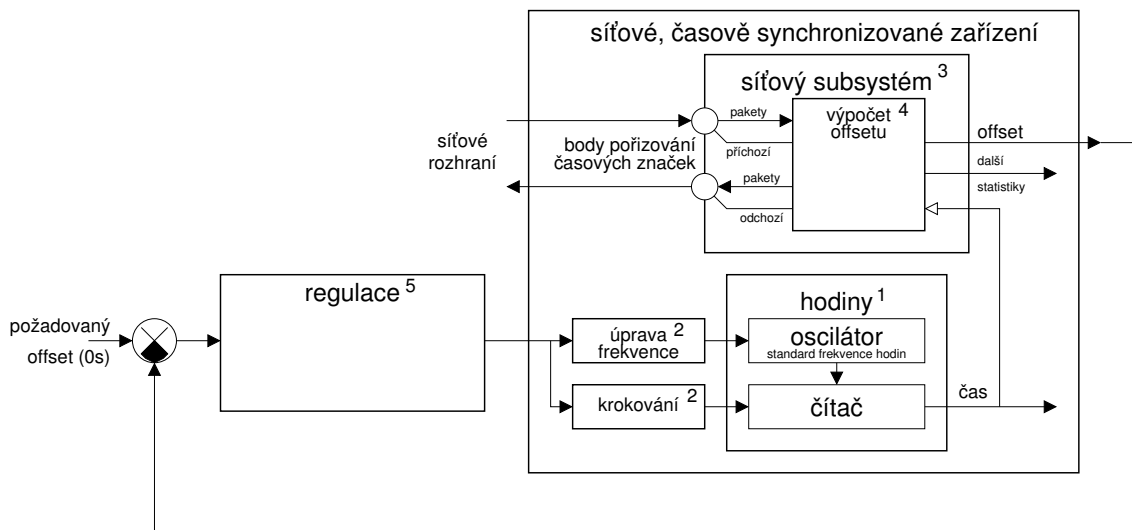 síťové, časově synchronizované zařízení
síťový subsystém 3
pakety
výpočet 4
offsetu
příchozí
offset
síťové
rozhraní
body pořizování
časových značek
další
pakety
statistiky
odchozí
regulace 5
hodiny 1
požadovaný
offset (0s)
úprava 2
frekvence
oscilátor
standard frekvence hodin
krokování 2
čítač
čas